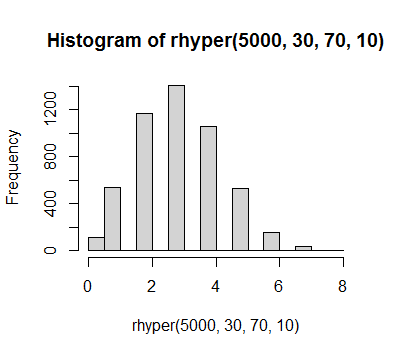 Histogram of rhyper(5000, 30, 70, 10)
Frequency
1200
800
400
0
0 2 4 6 8
rhyper(5000, 30, 70, 10)